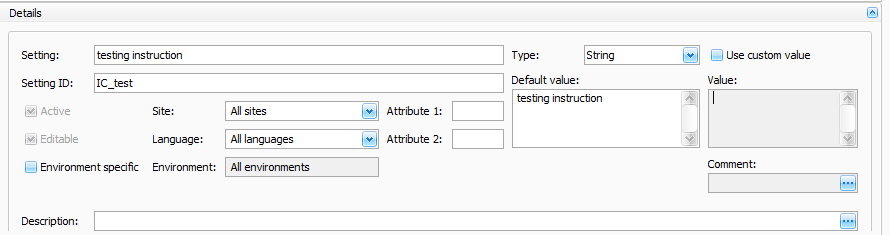 Details
Setting: testing instruction Type: String Use custom value
Setting ID: IC_test Default value: Value:
testing instruction
Active Site: All sites Attribute 1:
Editable Language: All languages Attribute 2:
Environment specific Environment: All environments Comment:
Description: